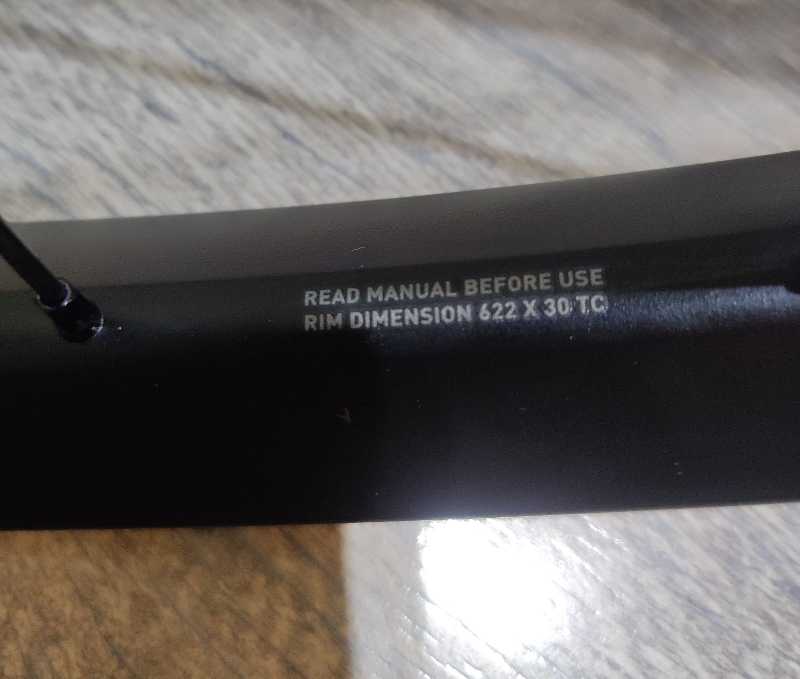 READ MANUAL BEFORE USE
RIM DIMENSION 622 X 30 TC